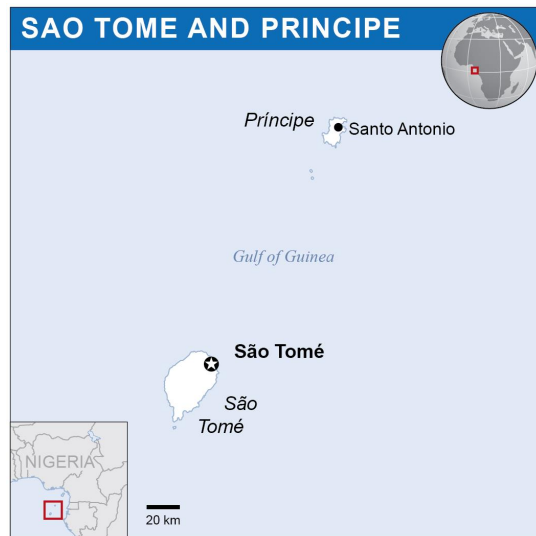 SAO TOME AND PRINCIPE
Príncipe
Santo Antonio
Gulf of Guinea
São Tomé
São
Tomé
NIGERIA
20 km